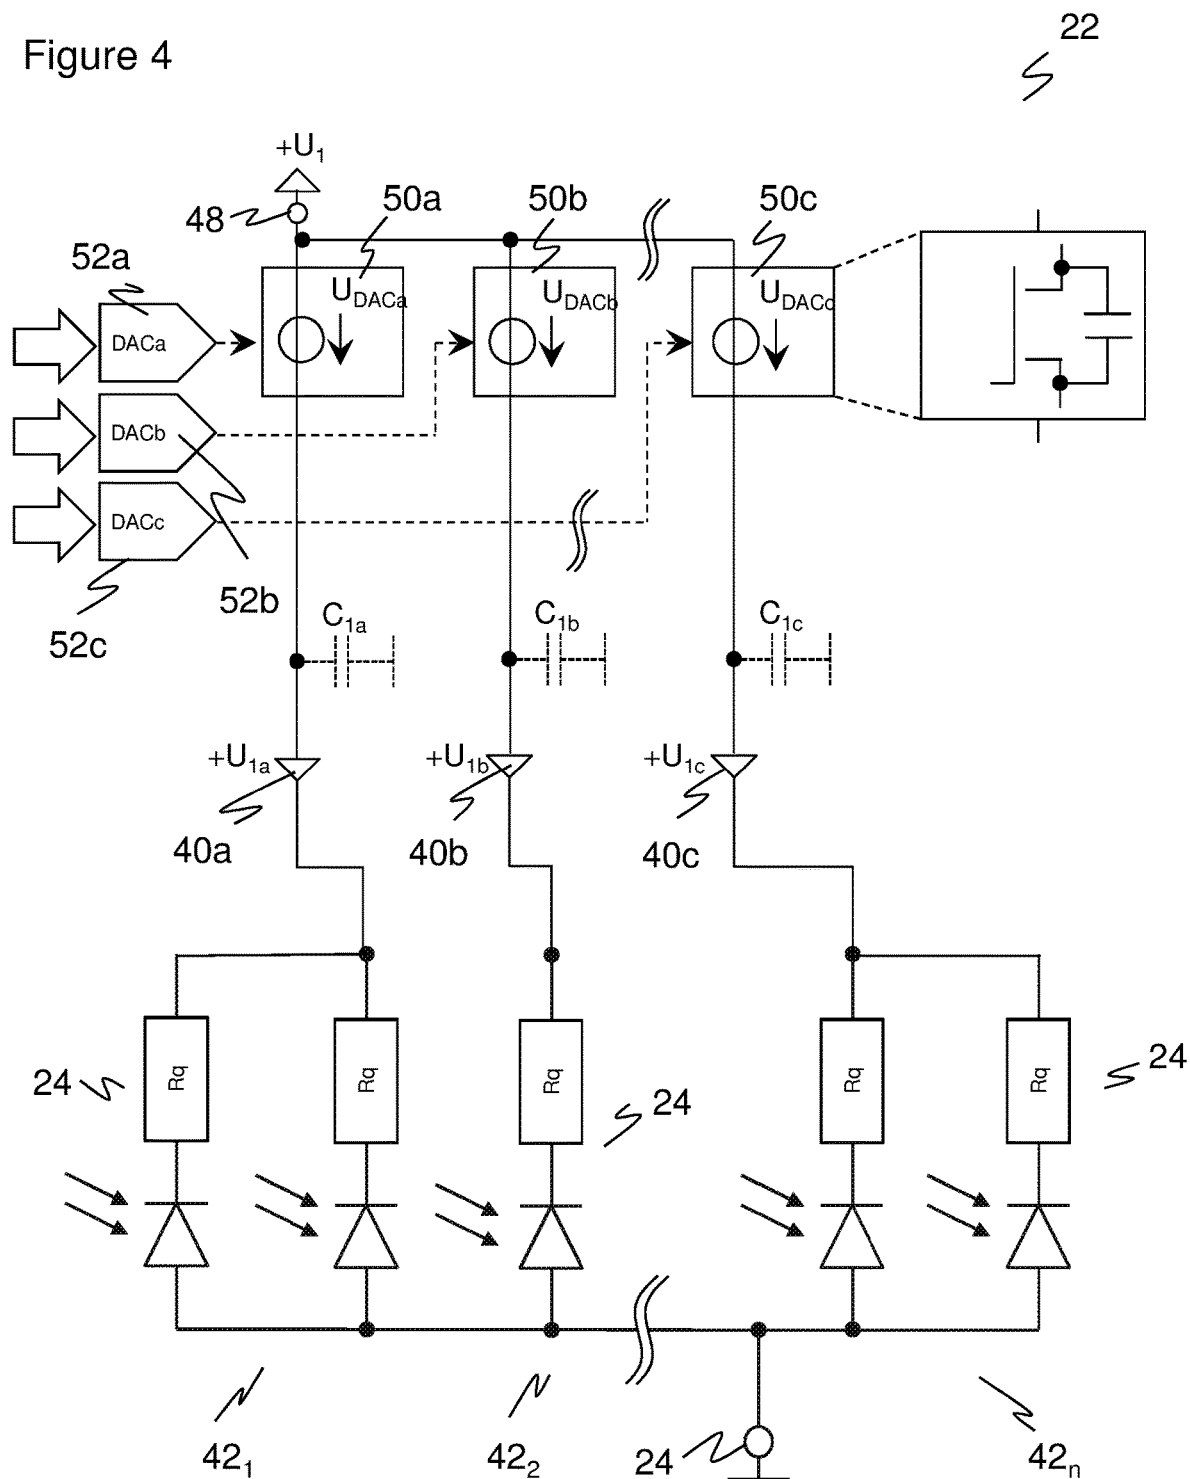 Figure 4
22
+U1
48
50a
50b
50c
52a
UDACa
UDACb
UDACc
DACa
DACb
DACc
52b
52c
C1a
C1b
C1c
+U1a
+U1b
+U1c
40a
40b
40c
24
Rq
Rq
Rq
Rq
Rq
24
24
421
422
24
42n